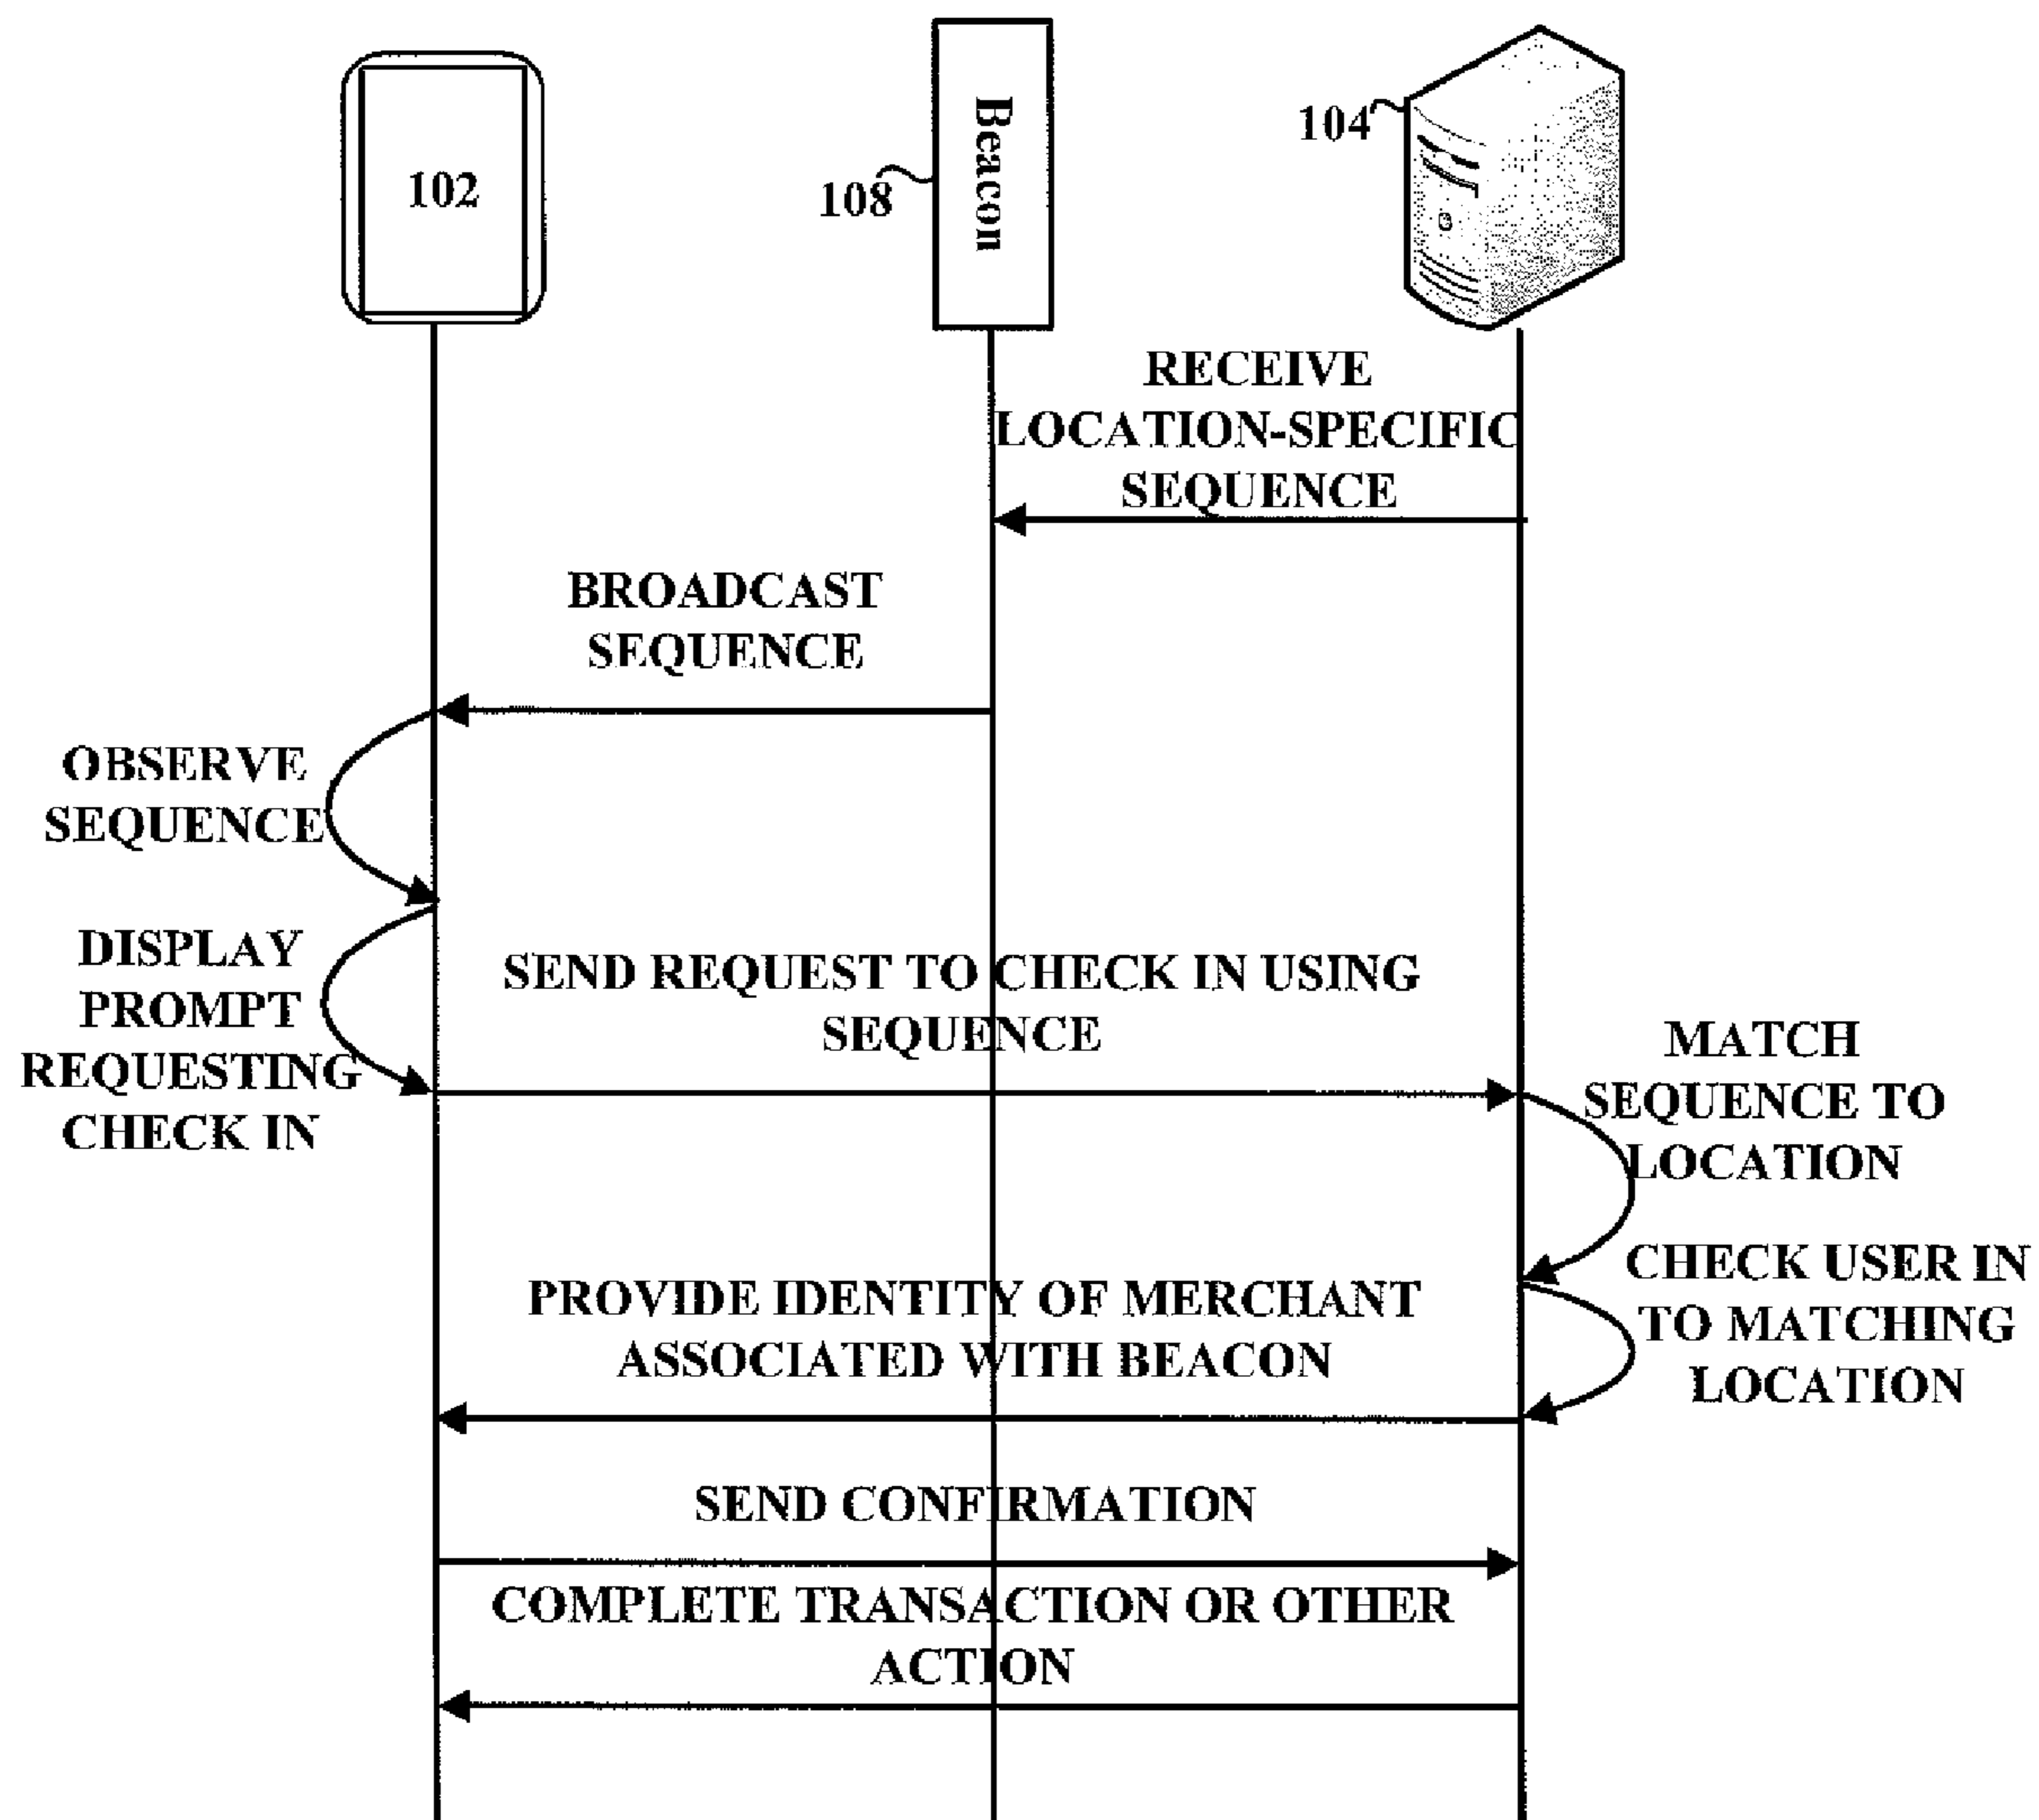 102
108
Beacon
104
RECEIVE
LOCATION-SPECIFIC
SEQUENCE
BROADCAST
SEQUENCE
OBSERVE
SEQUENCE
DISPLAY
PROMPT
REQUESTING
CHECK IN
SEND REQUEST TO CHECK IN USING
SEQUENCE
MATCH
SEQUENCE TO
LOCATION
CHECK USER IN
TO MATCHING
LOCATION
PROVIDE IDENTITY OF MERCHANT
ASSOCIATED WITH BEACON
SEND CONFIRMATION
COMPLETE TRANSACTION OR OTHER
ACTION